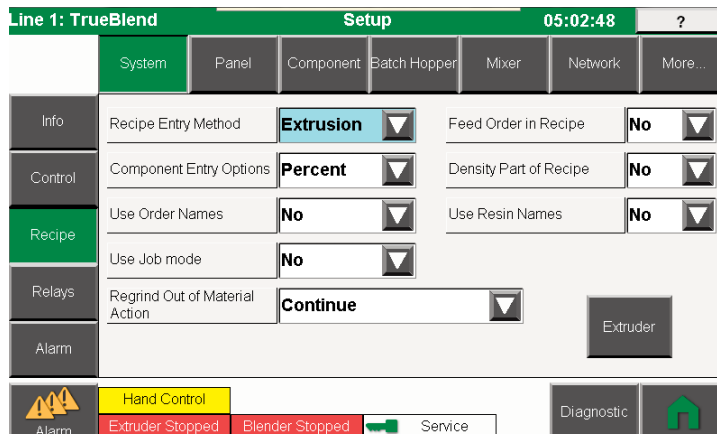 Line 1: TrueBlend Setup 05:02:48 ?
System Panel Component Batch Hopper Mixer Network More...
Info
Control
Recipe
Relays
Alarm
Recipe Entry Method Extrusion Feed Order in Recipe No
Component Entry Options Percent Density Part of Recipe No
Use Order Names No Use Resin Names No
Use Job mode No
Regrind Out of Material
Action
Continue
Extruder
Alarm
Hand Control
Extruder Stopped Blender Stopped Service
Diagnostic